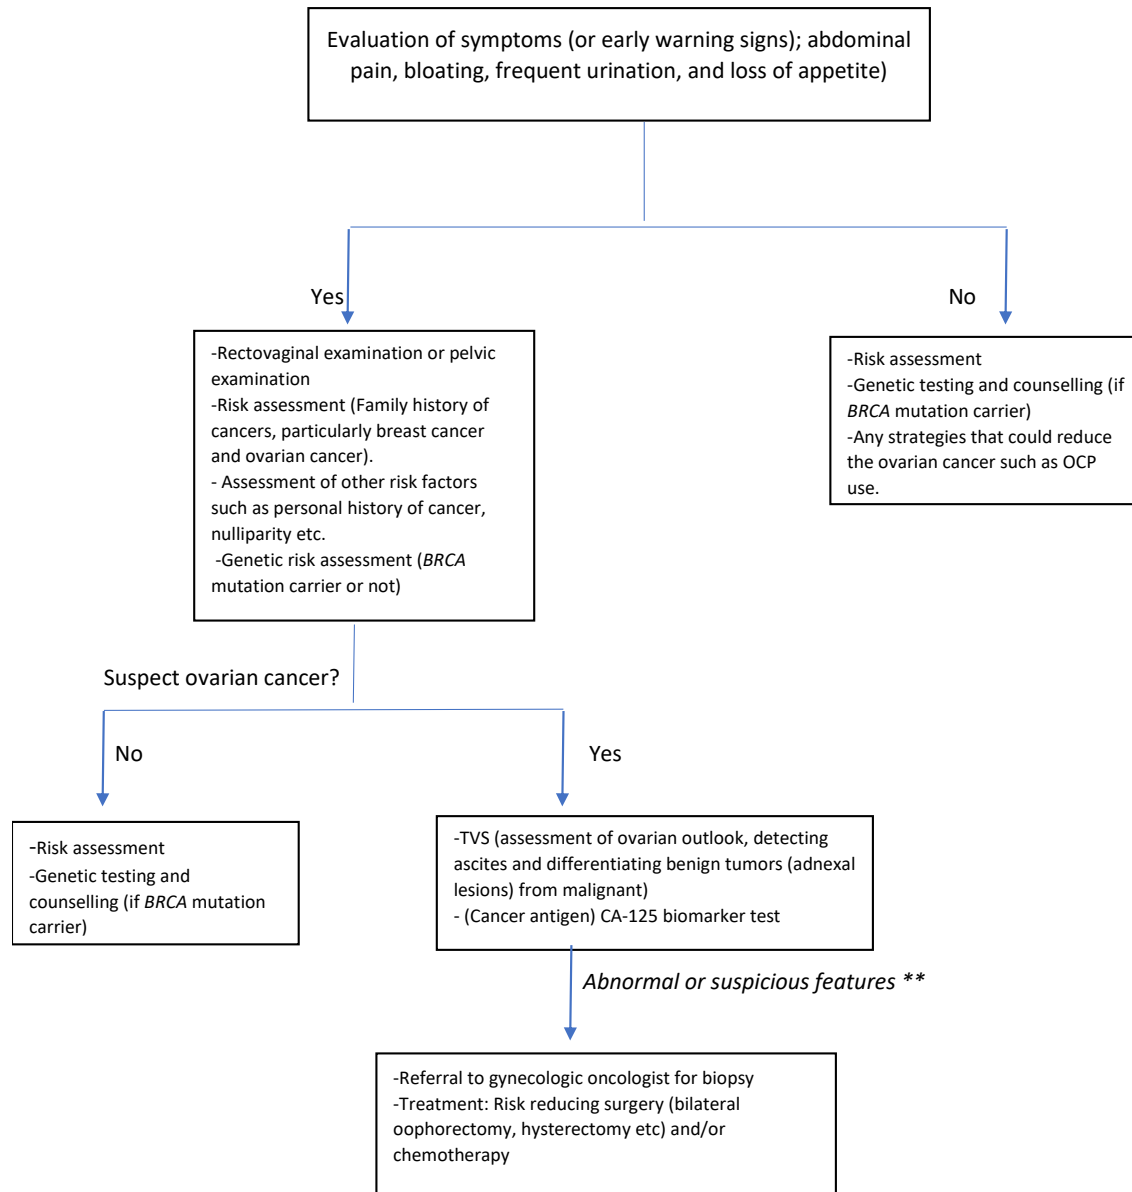 Evaluation of symptoms (or early warning signs); abdominal
pain, bloating, frequent urination, and loss of appetite)
Yes
No
-Rectovaginal examination or pelvic
examination
-Risk assessment (Family history of
cancers, particularly breast cancer
and ovarian cancer).
- Assessment of other risk factors
such as personal history of cancer,
nulliparity etc.
-Genetic risk assessment (BRCA
mutation carrier or not)
-Risk assessment
-Genetic testing and counselling (if
BRCA mutation carrier)
-Any strategies that could reduce
the ovarian cancer such as OCP
use.
Suspect ovarian cancer?
No
Yes
-Risk assessment
-Genetic testing and
counselling (if BRCA mutation
carrier)
-TVS (assessment of ovarian outlook, detecting
ascites and differentiating benign tumors (adnexal
lesions) from malignant)
- (Cancer antigen) CA-125 biomarker test
Abnormal or suspicious features **
-Referral to gynecologic oncologist for biopsy
-Treatment: Risk reducing surgery (bilateral
oophorectomy, hysterectomy etc) and/or
chemotherapy